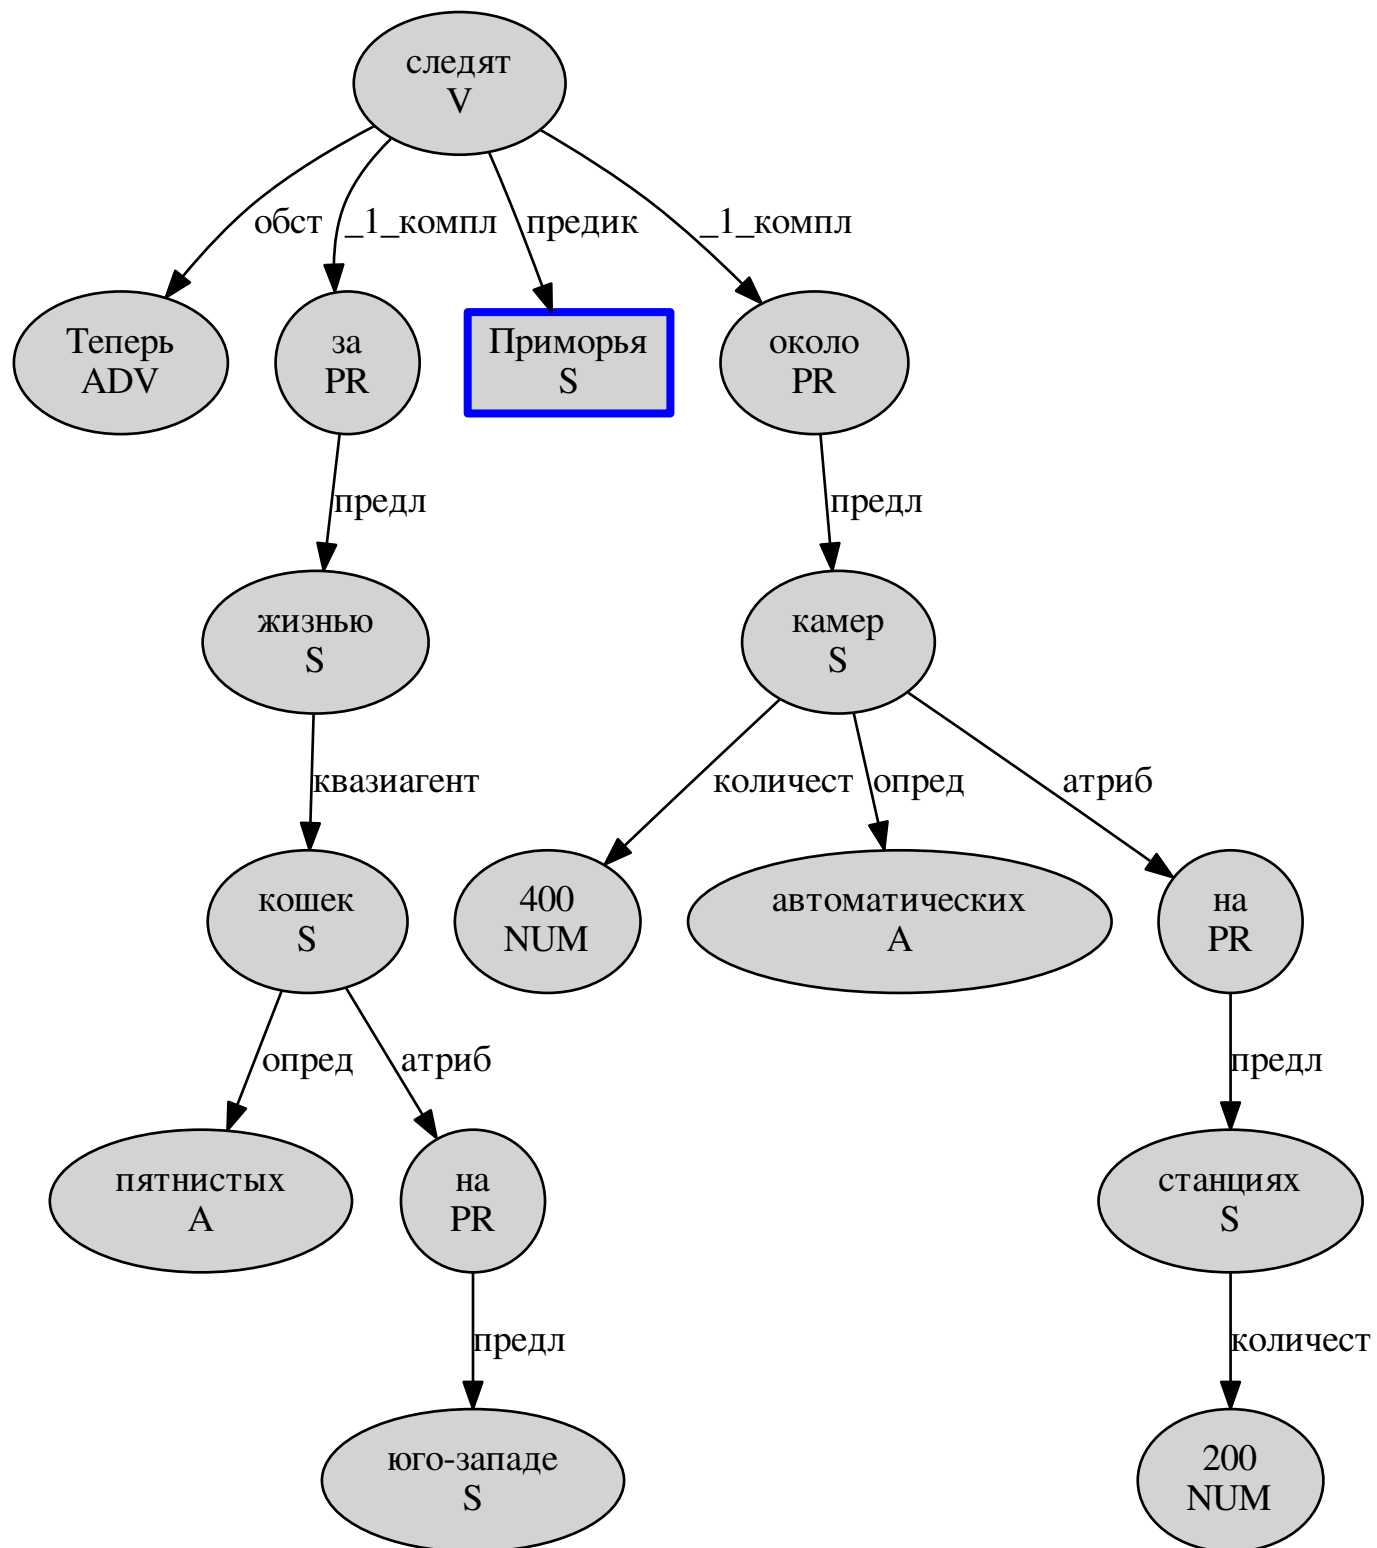 следят
V
обст
_1_компл
предик
_1_компл
Теперь
ADV
за
PR
Приморья
S
около
PR
предл
предл
жизнью
S
камер
S
квазиагент
количест
опред
атриб
кошек
S
400
NUM
автоматических
A
на
PR
опред
атриб
предл
пятнистых
A
на
PR
станциях
S
предл
количест
юго-западе
S
200
NUM